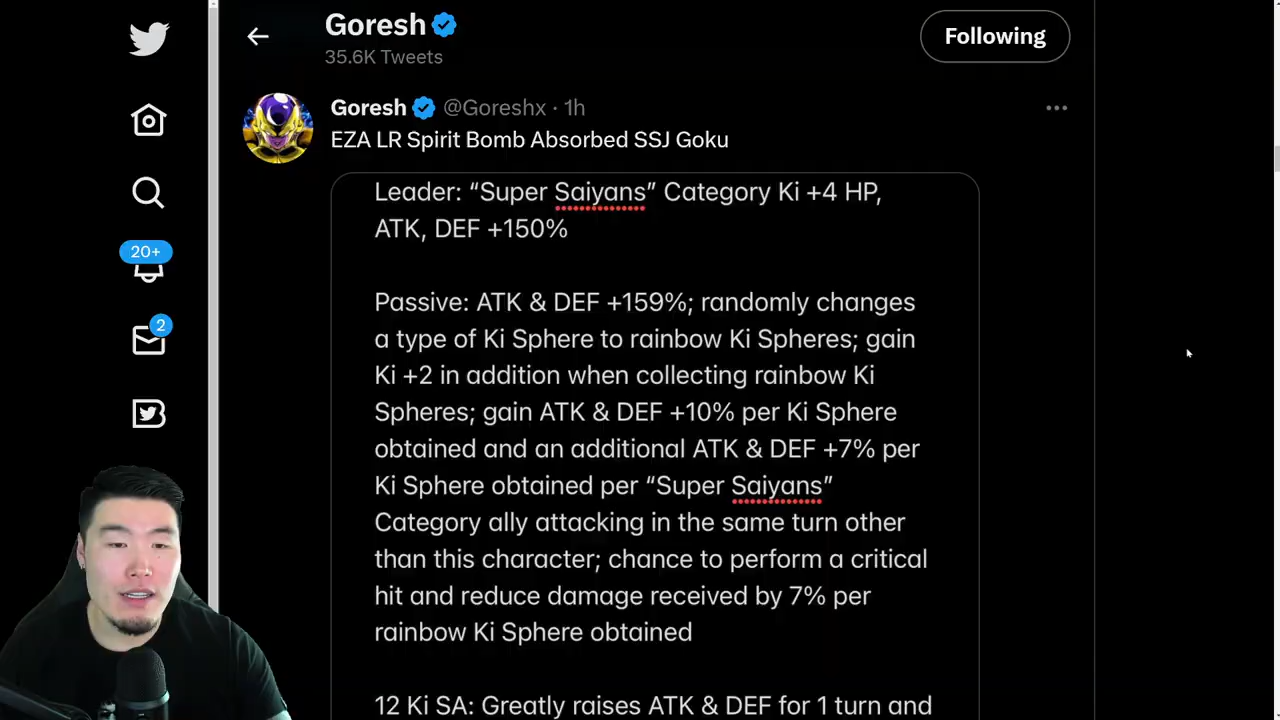 Goresh
35.6K Tweets
Following
Goresh @Goreshx · 1h
EZA LR Spirit Bomb Absorbed SSJ Goku
20+
2
Leader: “Super Saiyans” Category Ki +4 HP,
ATK, DEF +150%
Passive: ATK & DEF +159%; randomly changes
a type of Ki Sphere to rainbow Ki Spheres; gain
Ki +2 in addition when collecting rainbow Ki
Spheres; gain ATK & DEF +10% per Ki Sphere
obtained and an additional ATK & DEF +7% per
Ki Sphere obtained per “Super Saiyans”
Category ally attacking in the same turn other
than this character; chance to perform a critical
hit and reduce damage received by 7% per
rainbow Ki Sphere obtained
12 Ki SA: Greatly raises ATK & DEF for 1 turn and